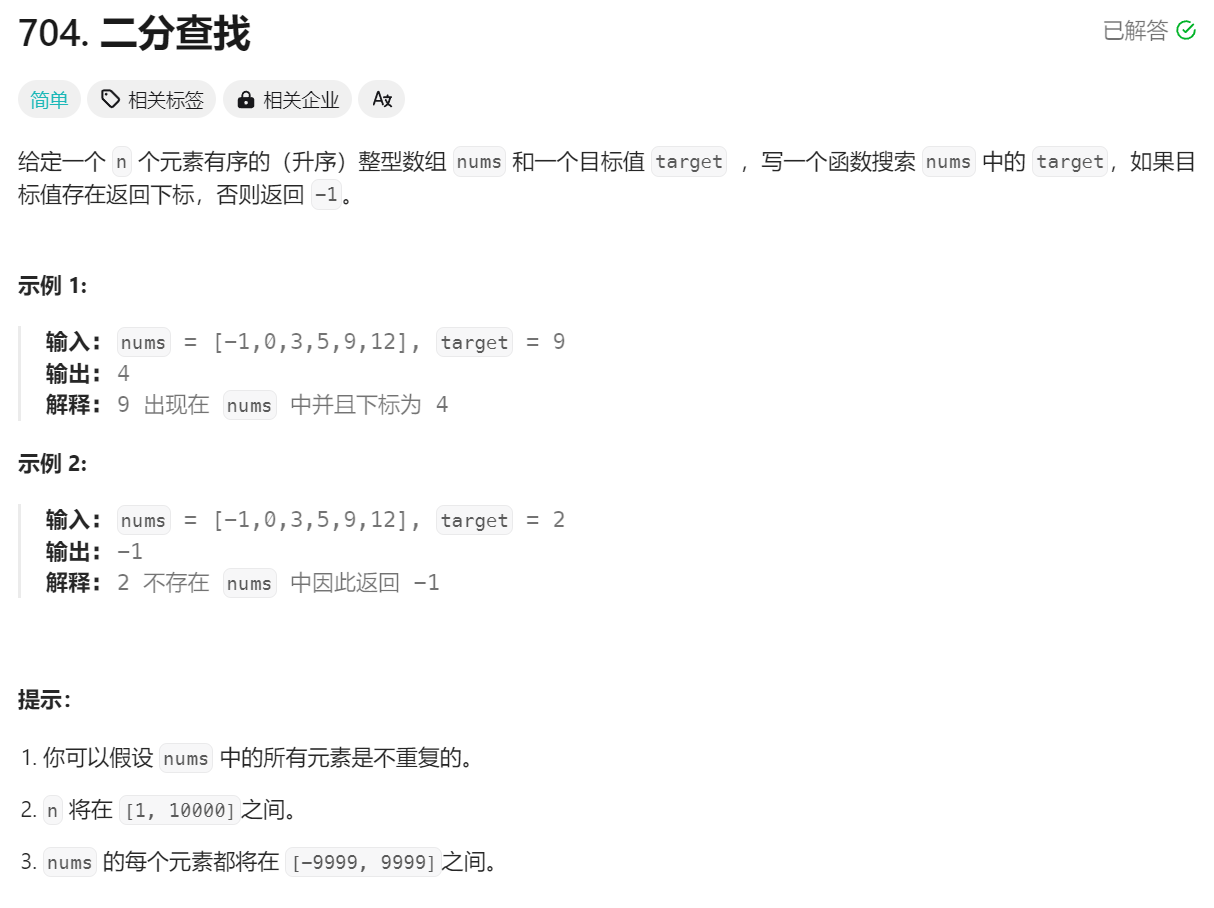 704. 二分查找
已解答
简单 相关标签 相关企业 A文
给定一个 n 个元素有序的（升序）整型数组 nums 和一个目标值 target ，写一个函数搜索 nums 中的 target，如果目
标值存在返回下标，否则返回 -1。
示例 1:
输入: nums = [-1,0,3,5,9,12], target = 9
输出: 4
解释: 9 出现在 nums 中并且下标为 4
示例 2:
输入: nums = [-1,0,3,5,9,12], target = 2
输出: -1
解释: 2 不存在 nums 中因此返回 -1
提示：
1. 你可以假设 nums 中的所有元素是不重复的。
2. n 将在 [1, 10000]之间。
3. nums 的每个元素都将在 [-9999, 9999]之间。